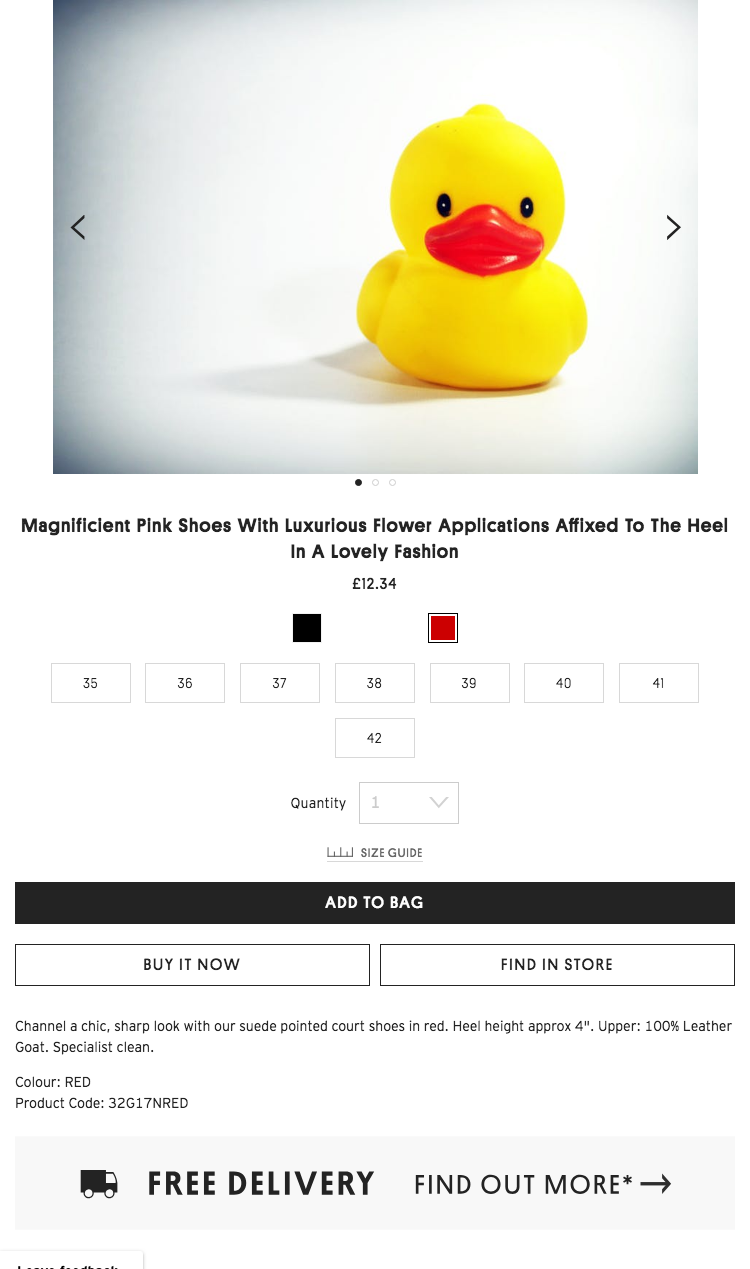 Magnificient Pink Shoes With Luxurious Flower Applications Affixed To The Heel
In A Lovely Fashion
£12.34
35 36 37 38 39 40 41
42
Quantity 1
SIZE GUIDE
ADD TO BAG
BUY IT NOW FIND IN STORE
Channel a chic, sharp look with our suede pointed court shoes in red. Heel height approx 4". Upper: 100% Leather
Goat. Specialist clean.
Colour: RED
Product Code: 32G17NRED
FREE DELIVERY FIND OUT MORE* →
Leave feedback